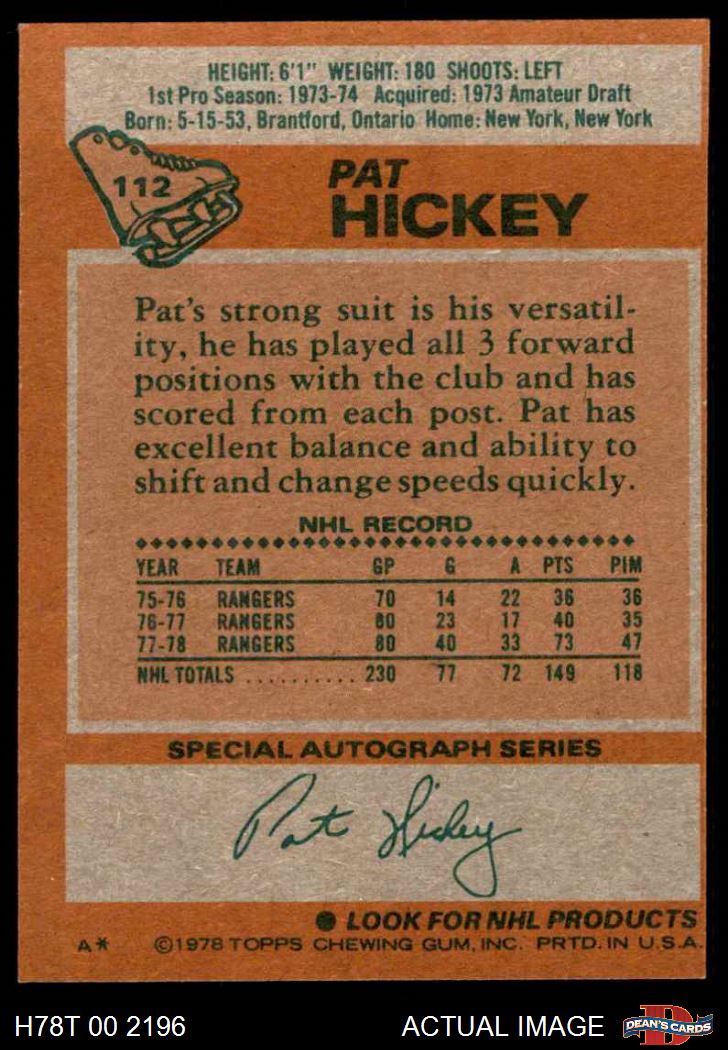 HEIGHT: 6'1" WEIGHT: 180 SHOOTS: LEFT
1st Pro Season: 1973-74 Acquired: 1973 Amateur Draft
Born: 5-15-53, Brantford, Ontario Home: New York, New York
112
PAT
HICKEY
Pat's strong suit is his versatil-
ity, he has played all 3 forward
positions with the club and has
scored from each post. Pat has
excellent balance and ability to
shift and change speeds quickly.
NHL RECORD
YEAR TEAM GP G A PTS PIM
75-76 RANGERS 70 14 22 36 36
76-77 RANGERS 80 23 17 40 35
77-78 RANGERS 80 40 33 73 47
NHL TOTALS .......... 230 77 72 149 118
SPECIAL AUTOGRAPH SERIES
Pat Hickey
● LOOK FOR NHL PRODUCTS
A* ©1978 TOPPS CHEWING GUM, INC. PRTD. IN U.S.A.
H78T 00 2196 ACTUAL IMAGE DEAN'S CARDS